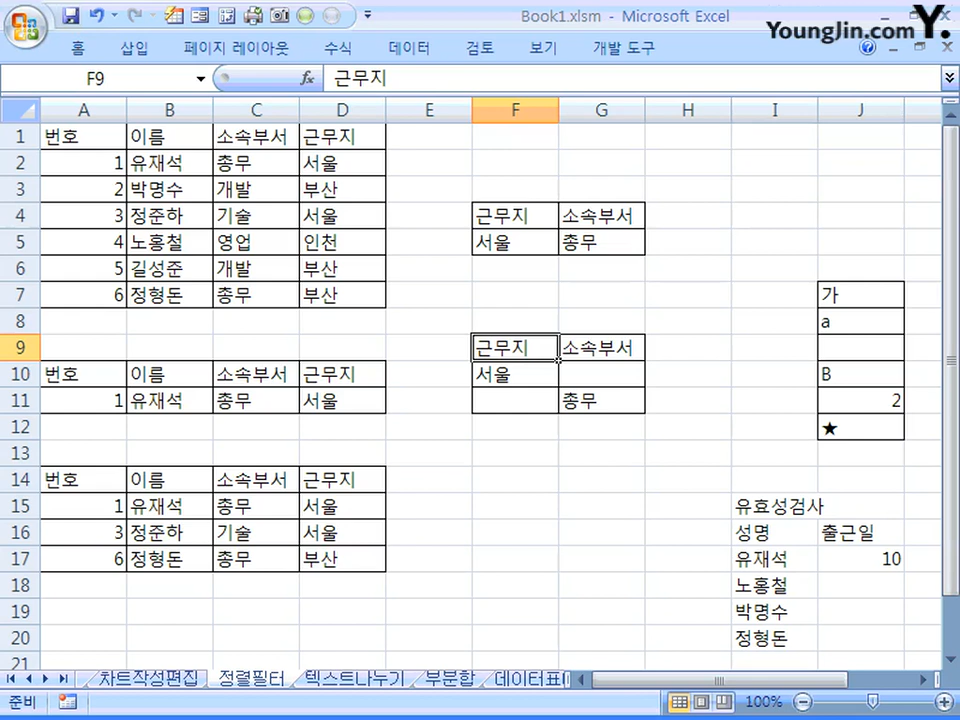 Book1.xlsm - Microsoft Excel
YoungJin.com Y.
홈 삽입 페이지 레이아웃 수식 데이터 검토 보기 개발 도구
F9 fx 근무지
A B C D E F G H I J
1 번호 이름 소속부서 근무지
2 1 유재석 총무 서울
3 2 박명수 개발 부산
4 3 정준하 기술 서울 근무지 소속부서
5 4 노홍철 영업 인천 서울 총무
6 5 길성준 개발 부산
7 6 정형돈 총무 부산 가
8 a
9 근무지 소속부서
10 번호 이름 소속부서 근무지 서울 B
11 1 유재석 총무 서울 총무 2
12 ★
13
14 번호 이름 소속부서 근무지
15 1 유재석 총무 서울 유효성검사
16 3 정준하 기술 서울 성명 출근일
17 6 정형돈 총무 부산 유재석 10
18 노홍철
19 박명수
20 정형돈
21
차트작성편집 정렬필터 텍스트나누기 부분합 데이터표
준비 100%